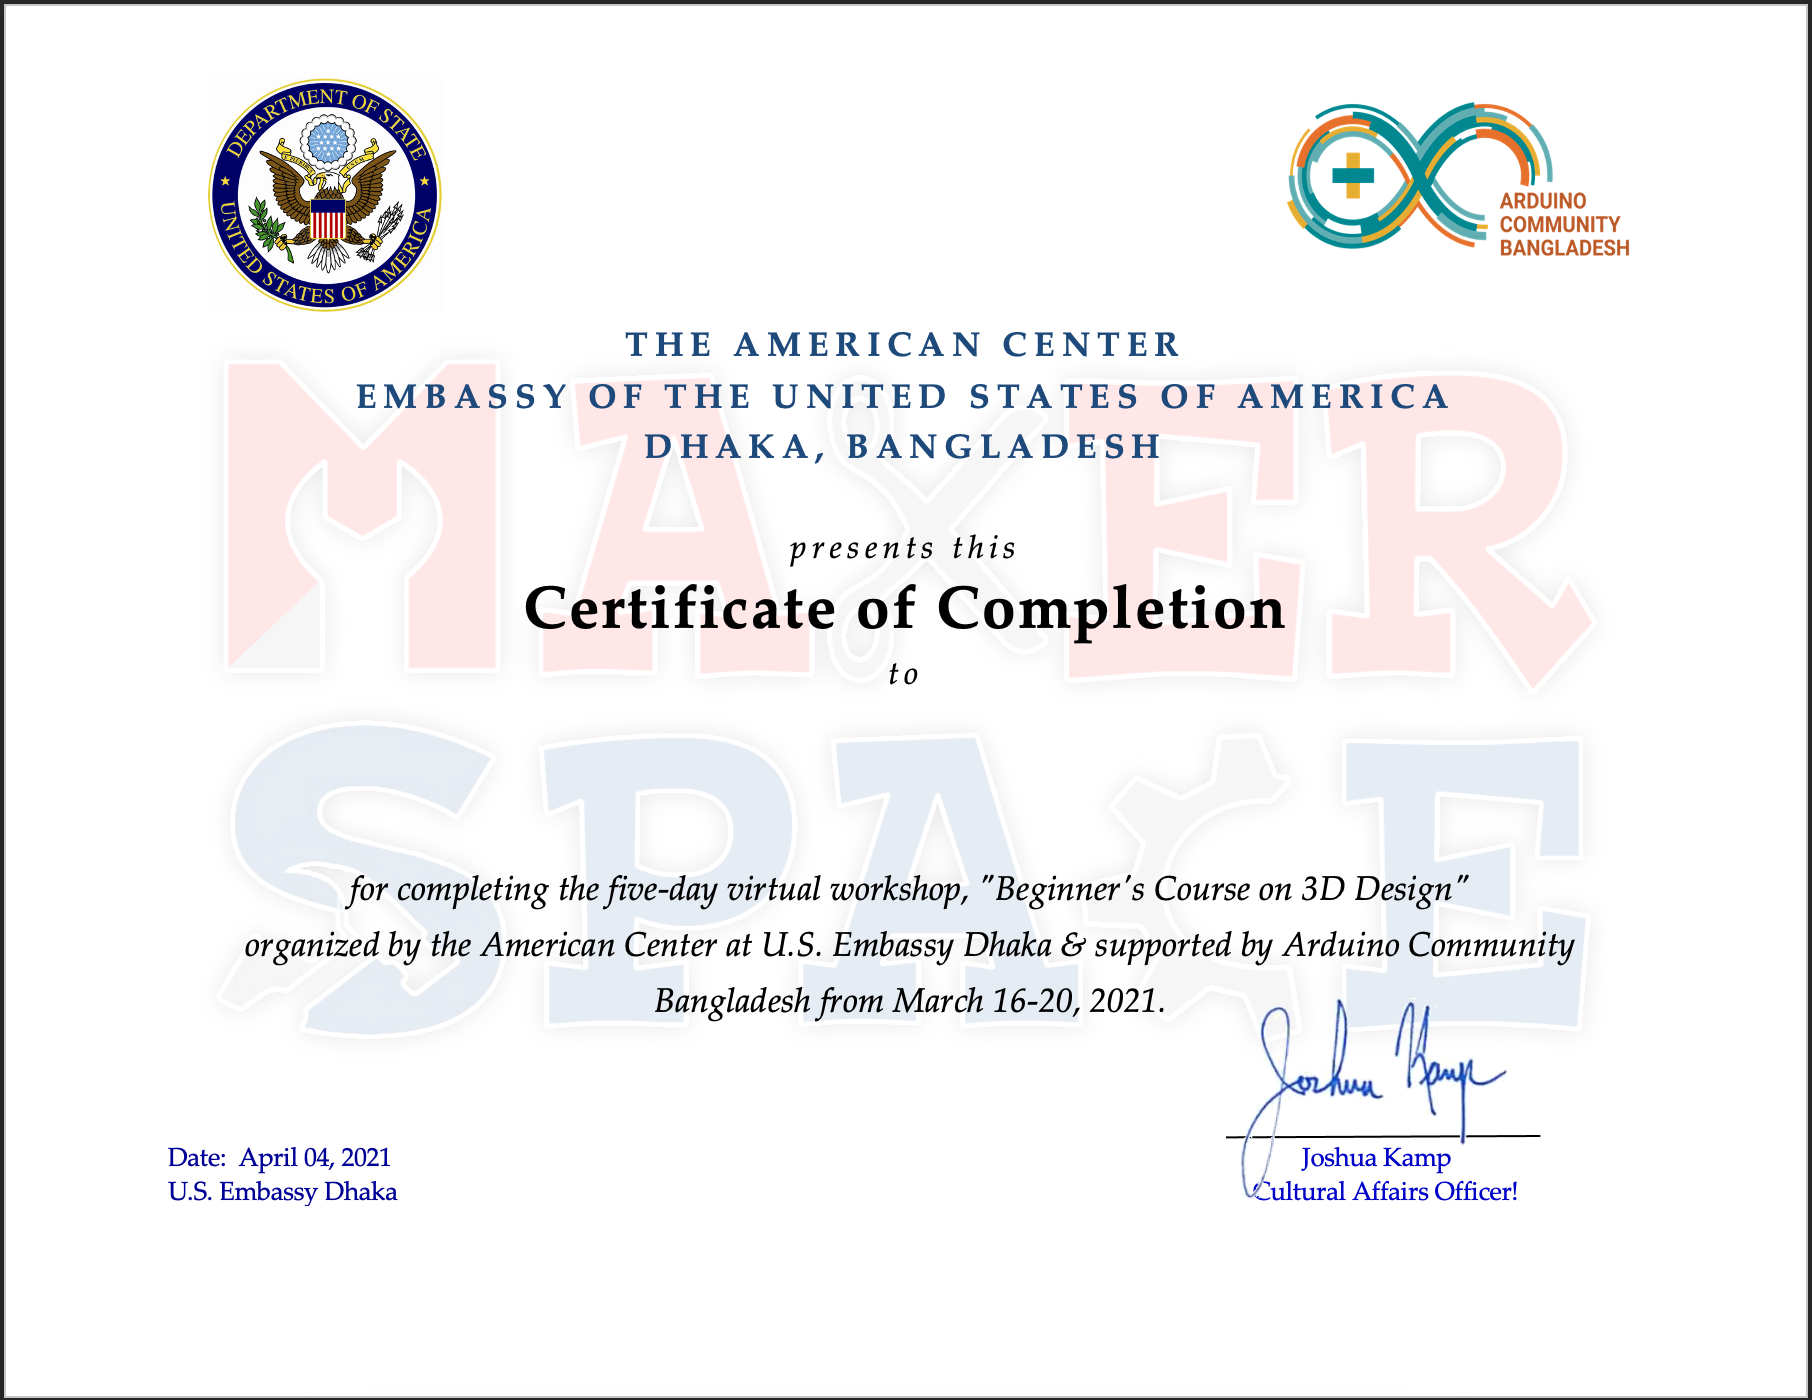 DEPARTMENT OF STATE
UNITED STATES OF AMERICA
ARDUINO
COMMUNITY
BANGLADESH
THE AMERICAN CENTER
EMBASSY OF THE UNITED STATES OF AMERICA
DHAKA, BANGLADESH
MAKER
presents this
Certificate of Completion
to
SPACE
for completing the five-day virtual workshop, "Beginner's Course on 3D Design"
organized by the American Center at U.S. Embassy Dhaka & supported by Arduino Community
Bangladesh from March 16-20, 2021.
Joshua Kamp
Date: April 04, 2021
Joshua Kamp
U.S. Embassy Dhaka
Cultural Affairs Officer!